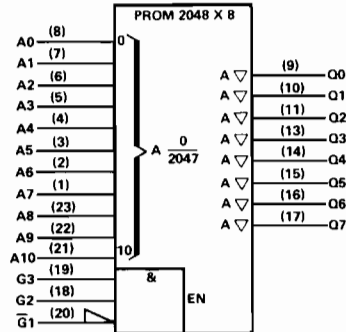 PROM 2048 X 8
A0 (8) 0
A1 (7)
A2 (6)
A3 (5)
A4 (4)
A5 (3)
A6 (2)
A7 (1)
A8 (23)
A9 (22)
A10 (21) 10
A 0/2047
G3 (19)
G2 (18)
G̅1 (20)
&
EN
A ▽ (9) Q0
A ▽ (10) Q1
A ▽ (11) Q2
A ▽ (13) Q3
A ▽ (14) Q4
A ▽ (15) Q5
A ▽ (16) Q6
A ▽ (17) Q7